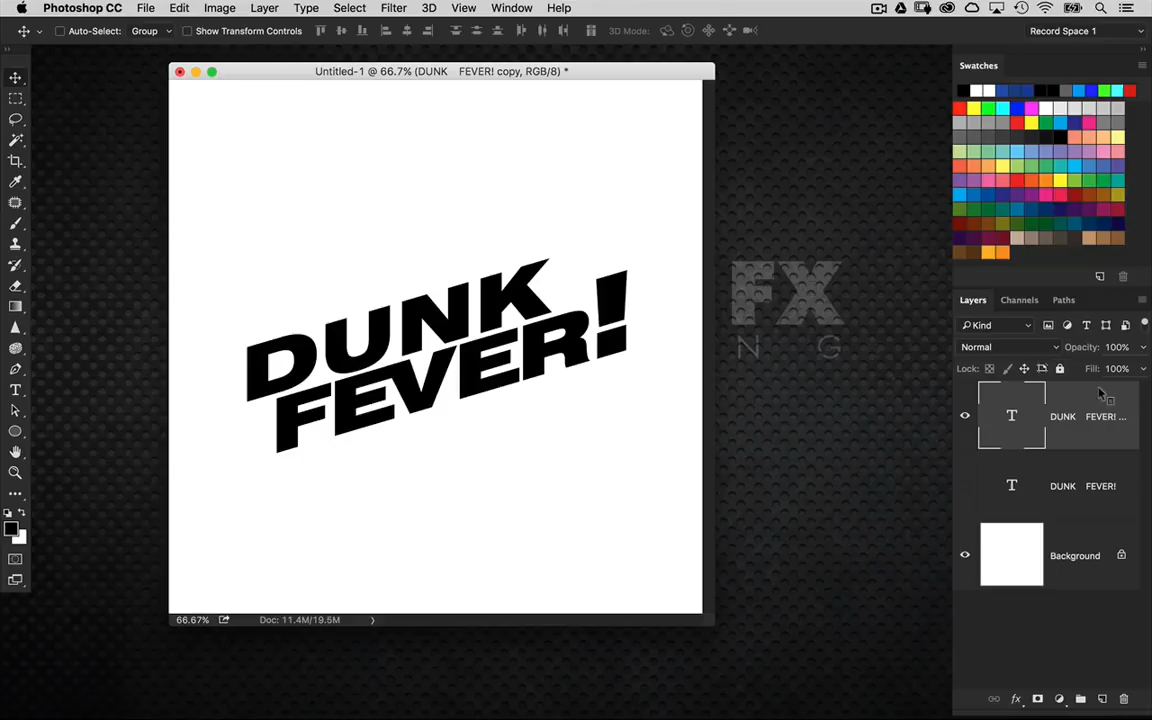 Photoshop CC File Edit Image Layer Type Select Filter 3D View Window Help
Auto-Select: Group Show Transform Controls 3D Mode: Record Space 1
Untitled-1 @ 66.7% (DUNK FEVER! copy, RGB/8) *
Swatches
DUNK
FEVER!
FX
N G
Layers Channels Paths
Kind
Normal Opacity: 100%
Lock: Fill: 100%
T DUNK FEVER! ...
T DUNK FEVER!
Background
66.67% Doc: 11.4M/19.5M
fx